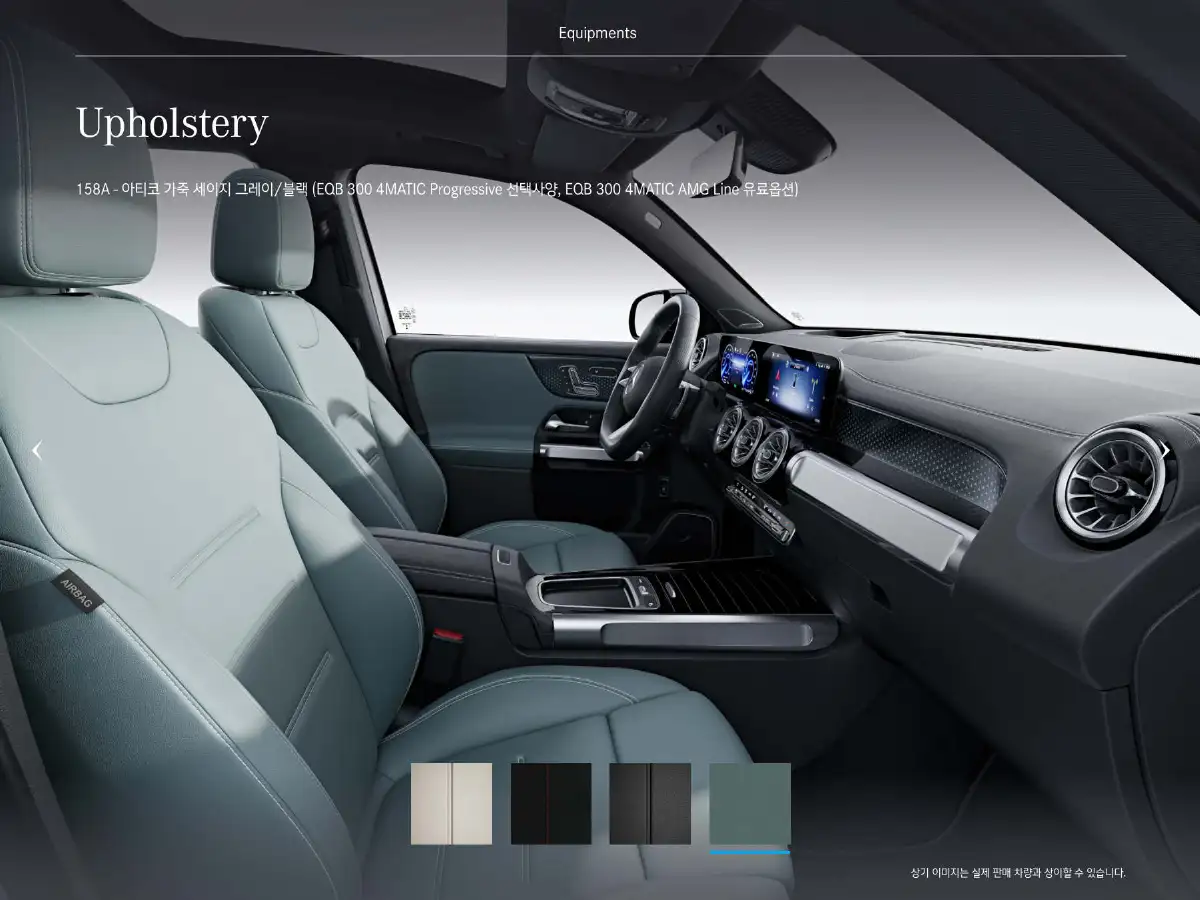 Equipments
Upholstery
158A - 아티코 가죽 세이지 그레이/블랙 (EQB 300 4MATIC Progressive 선택사양, EQB 300 4MATIC AMG Line 유료옵션)
AIRBAG
상기 이미지는 실제 판매 차량과 상이할 수 있습니다.